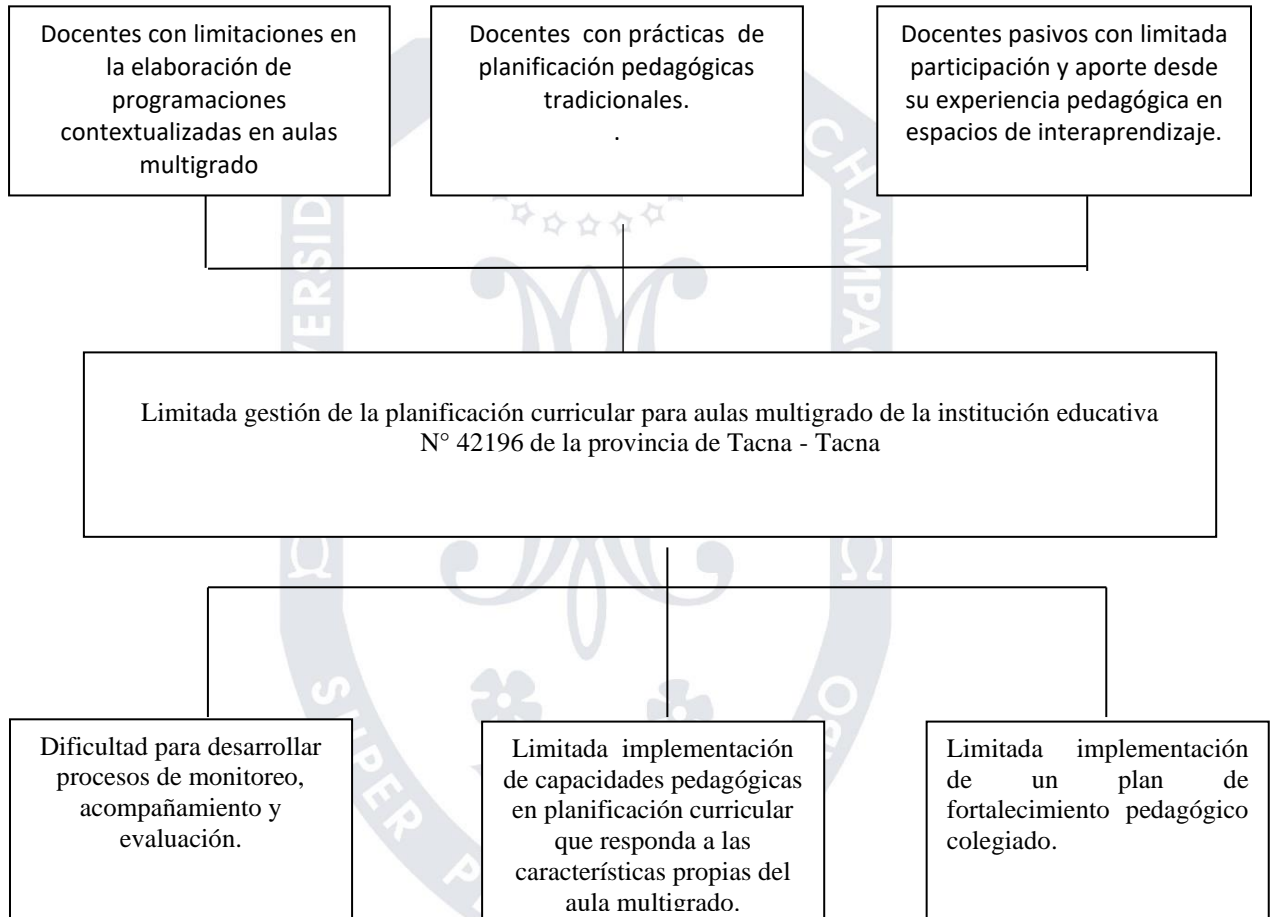 Docentes con limitaciones en
la elaboración de
programaciones
contextualizadas en aulas
multigrado
Docentes con prácticas de
planificación pedagógicas
tradicionales.
.
Docentes pasivos con limitada
participación y aporte desde
su experiencia pedagógica en
espacios de interaprendizaje.
Limitada gestión de la planificación curricular para aulas multigrado de la institución educativa
N° 42196 de la provincia de Tacna - Tacna
Dificultad para desarrollar
procesos de monitoreo,
acompañamiento y
evaluación.
Limitada implementación
de capacidades pedagógicas
en planificación curricular
que responda a las
características propias del
aula multigrado.
Limitada implementación
de un plan de
fortalecimiento pedagógico
colegiado.
CHAMPAG
VERSID
SUPER